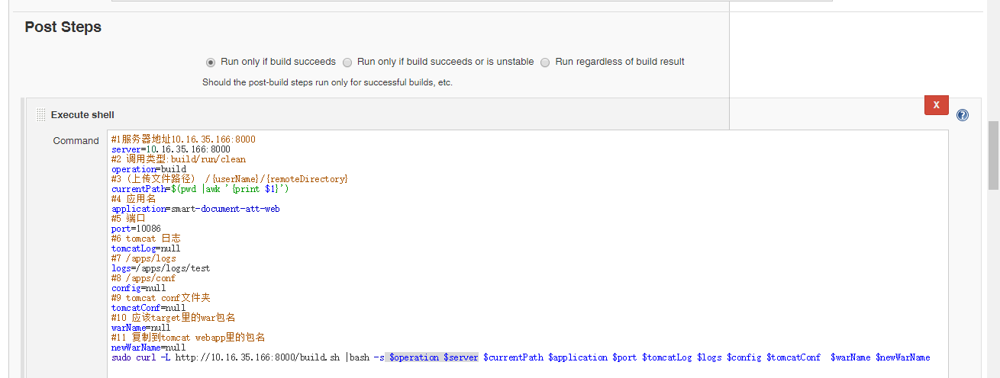 Post Steps
Run only if build succeeds Run only if build succeeds or is unstable Run regardless of build result
Should the post-build steps run only for successful builds, etc.
X
Execute shell ?
Command
#1服务器地址10.16.35.166:8000
server=10.16.35.166:8000
#2 调用类型:build/run/clean
operation=build
#3（上传文件路径） /{userName}/{remoteDirectory}
currentPath=$(pwd |awk '{print $1}')
#4 应用名
application=smart-document-att-web
#5 端口
port=10086
#6 tomcat 日志
tomcatLog=null
#7 /apps/logs
logs=/apps/logs/test
#8 /apps/conf
config=null
#9 tomcat conf文件夹
tomcatConf=null
#10 应该target里的war包名
warName=null
#11 复制到tomcat webapp里的包名
newWarName=null
sudo curl -L http://10.16.35.166:8000/build.sh |bash -s $operation $server $currentPath $application $port $tomcatLog $logs $config $tomcatConf  $warName $newWarName